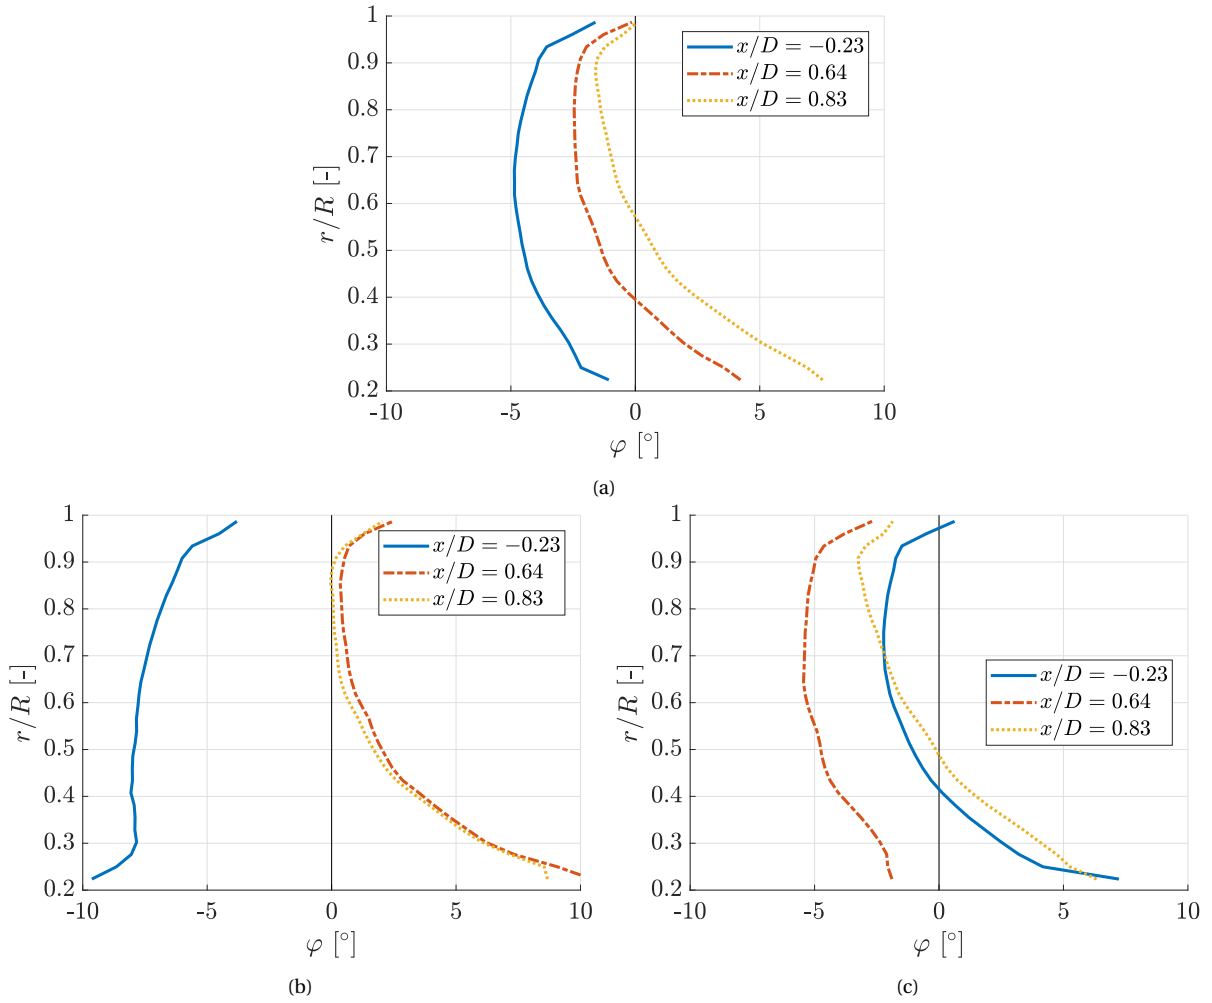 1
0.9
0.8
0.7
0.6
0.5
0.4
0.3
0.2
r/R [-]
x/D = −0.23
x/D = 0.64
x/D = 0.83
-10 -5 0 5 10
φ [°]
(a)
1
0.9
0.8
0.7
0.6
0.5
0.4
0.3
0.2
r/R [-]
x/D = −0.23
x/D = 0.64
x/D = 0.83
-10 -5 0 5 10
φ [°]
(b)
1
0.9
0.8
0.7
0.6
0.5
0.4
0.3
0.2
r/R [-]
x/D = −0.23
x/D = 0.64
x/D = 0.83
-10 -5 0 5 10
φ [°]
(c)